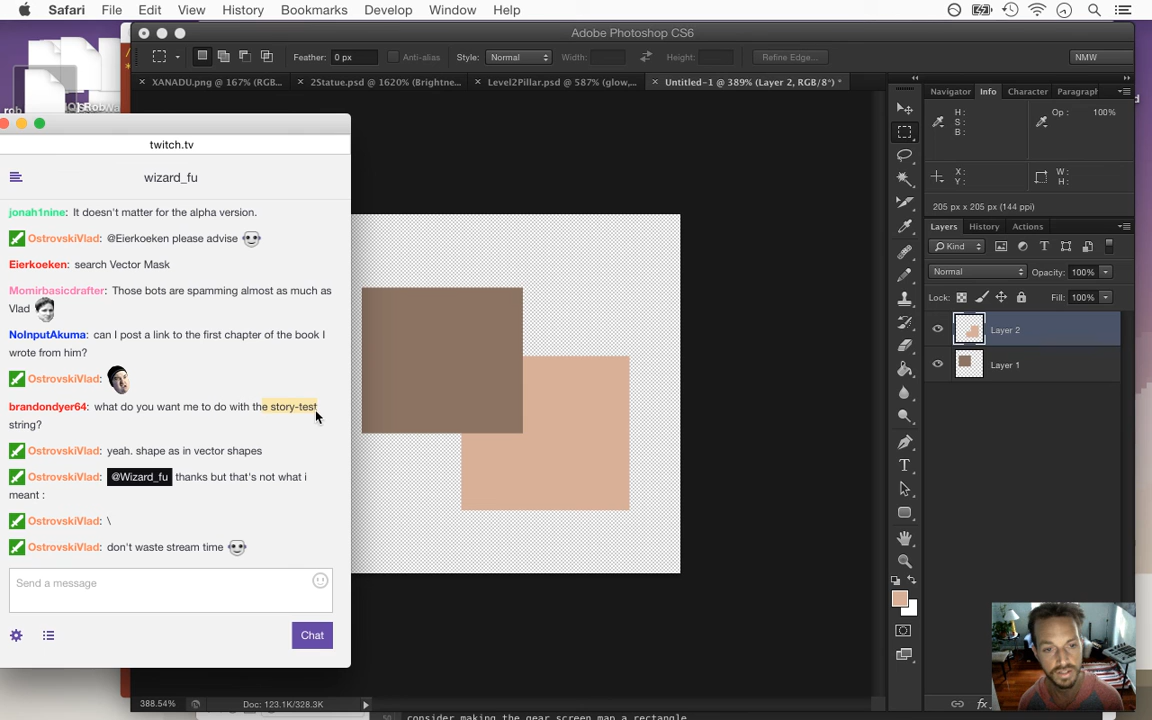 Safari File Edit View History Bookmarks Develop Window Help
Adobe Photoshop CS6
Feather: 0 px Anti-alias Style: Normal Width: Height: Refine Edge... NMW
XANADU.png @ 167% (RGB... 2Statue.psd @ 1620% (Brightne... Level2Pillar.psd @ 587% (glow,... Untitled-1 @ 389% (Layer 2, RGB/8*) *
Navigator Info Character Paragraph
H:
S:
B:
Op: 100%
X:
Y:
W:
H:
205 px x 205 px (144 ppi)
Layers History Actions
Kind
Normal Opacity: 100%
Lock: Fill: 100%
Layer 2
Layer 1
twitch.tv
wizard_fu
jonah1nine: It doesn't matter for the alpha version.
OstrovskiVlad: @Eierkoeken please advise
Eierkoeken: search Vector Mask
Momirbasicdrafter: Those bots are spamming almost as much as
Vlad
NoInputAkuma: can I post a link to the first chapter of the book I
wrote from him?
OstrovskiVlad:
brandondyer64: what do you want me to do with the story-test
string?
OstrovskiVlad: yeah. shape as in vector shapes
OstrovskiVlad: @Wizard_fu thanks but that's not what i
meant :
OstrovskiVlad: \
OstrovskiVlad: don't waste stream time
Send a message
Chat
388.54% Doc: 123.1K/328.3K
consider making the gear screen map a rectangle